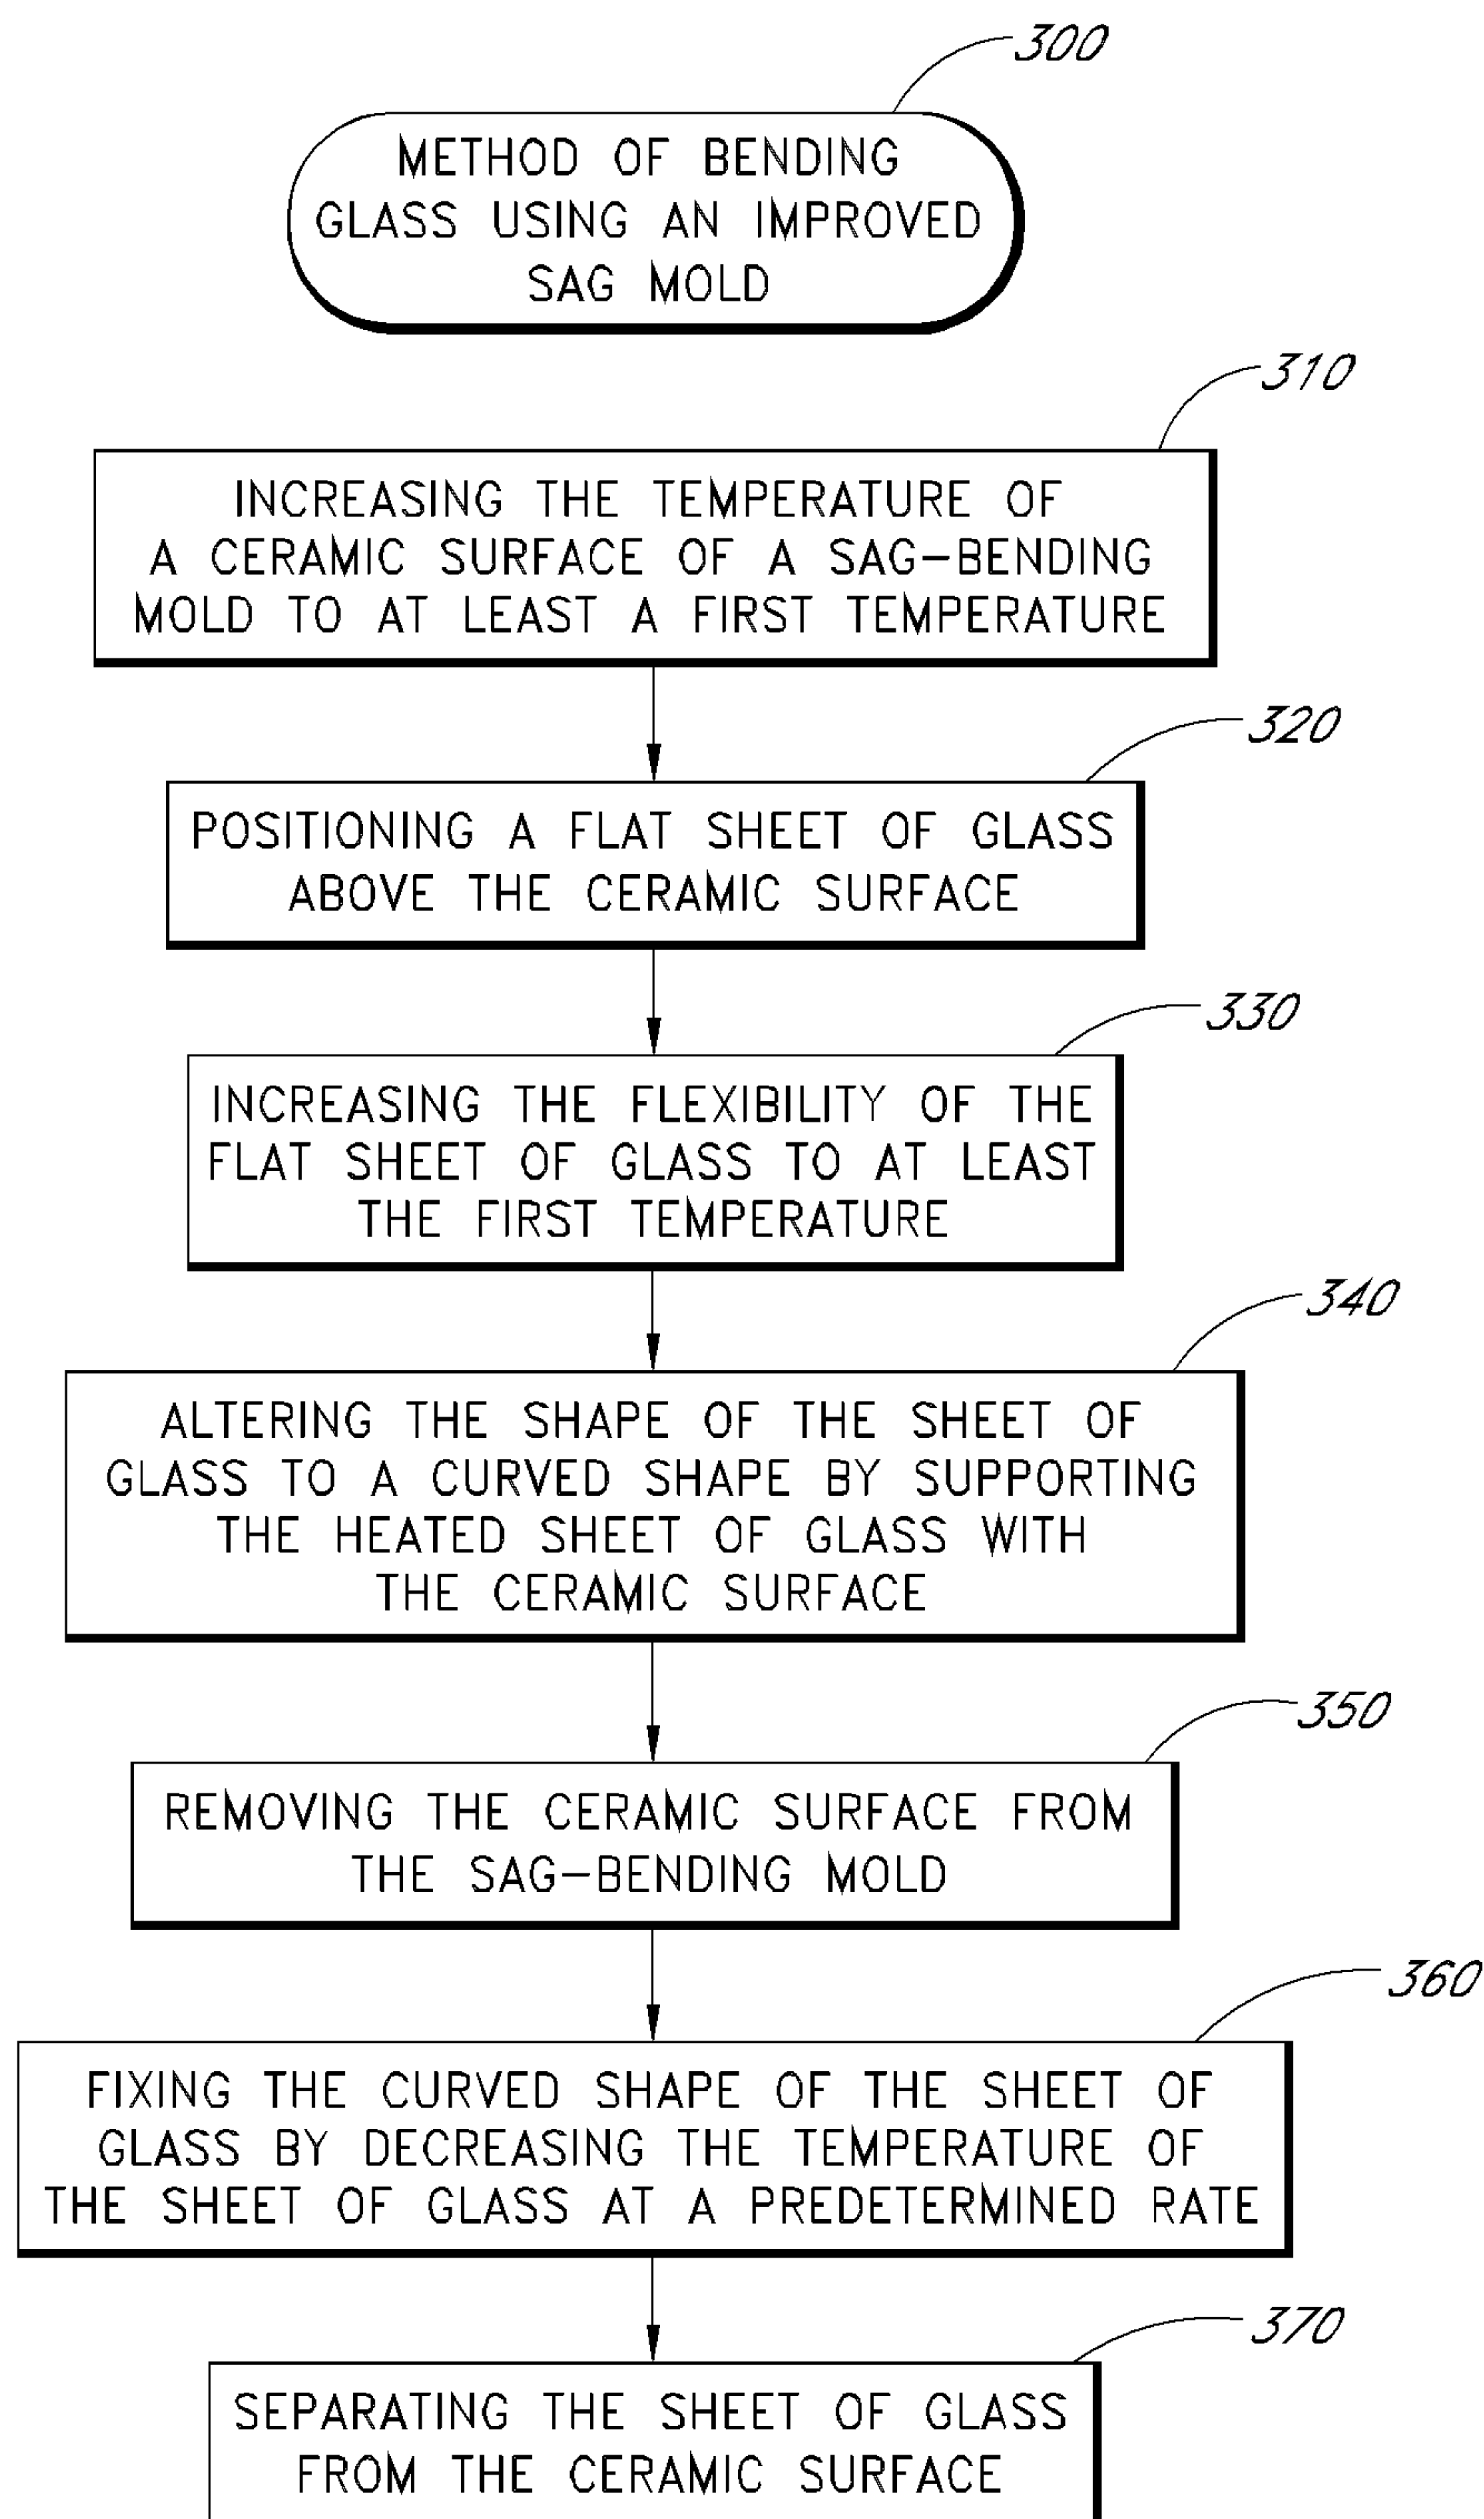 300
METHOD OF BENDING
GLASS USING AN IMPROVED
SAG MOLD
310
INCREASING THE TEMPERATURE OF
A CERAMIC SURFACE OF A SAG-BENDING
MOLD TO AT LEAST A FIRST TEMPERATURE
320
POSITIONING A FLAT SHEET OF GLASS
ABOVE THE CERAMIC SURFACE
330
INCREASING THE FLEXIBILITY OF THE
FLAT SHEET OF GLASS TO AT LEAST
THE FIRST TEMPERATURE
340
ALTERING THE SHAPE OF THE SHEET OF
GLASS TO A CURVED SHAPE BY SUPPORTING
THE HEATED SHEET OF GLASS WITH
THE CERAMIC SURFACE
350
REMOVING THE CERAMIC SURFACE FROM
THE SAG-BENDING MOLD
360
FIXING THE CURVED SHAPE OF THE SHEET OF
GLASS BY DECREASING THE TEMPERATURE OF
THE SHEET OF GLASS AT A PREDETERMINED RATE
370
SEPARATING THE SHEET OF GLASS
FROM THE CERAMIC SURFACE